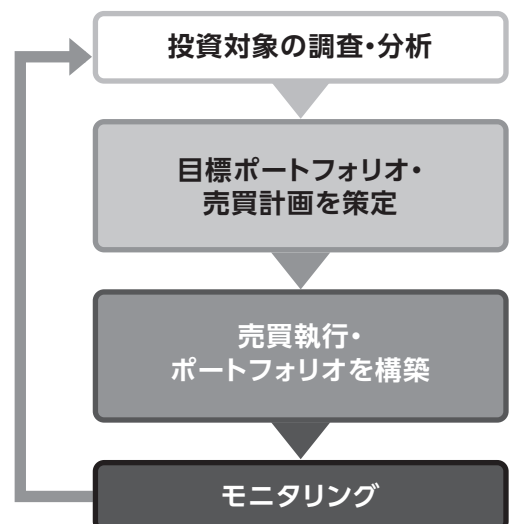 投資対象の調査・分析
目標ポートフォリオ・
売買計画を策定
売買執行・
ポートフォリオを構築
モニタリング